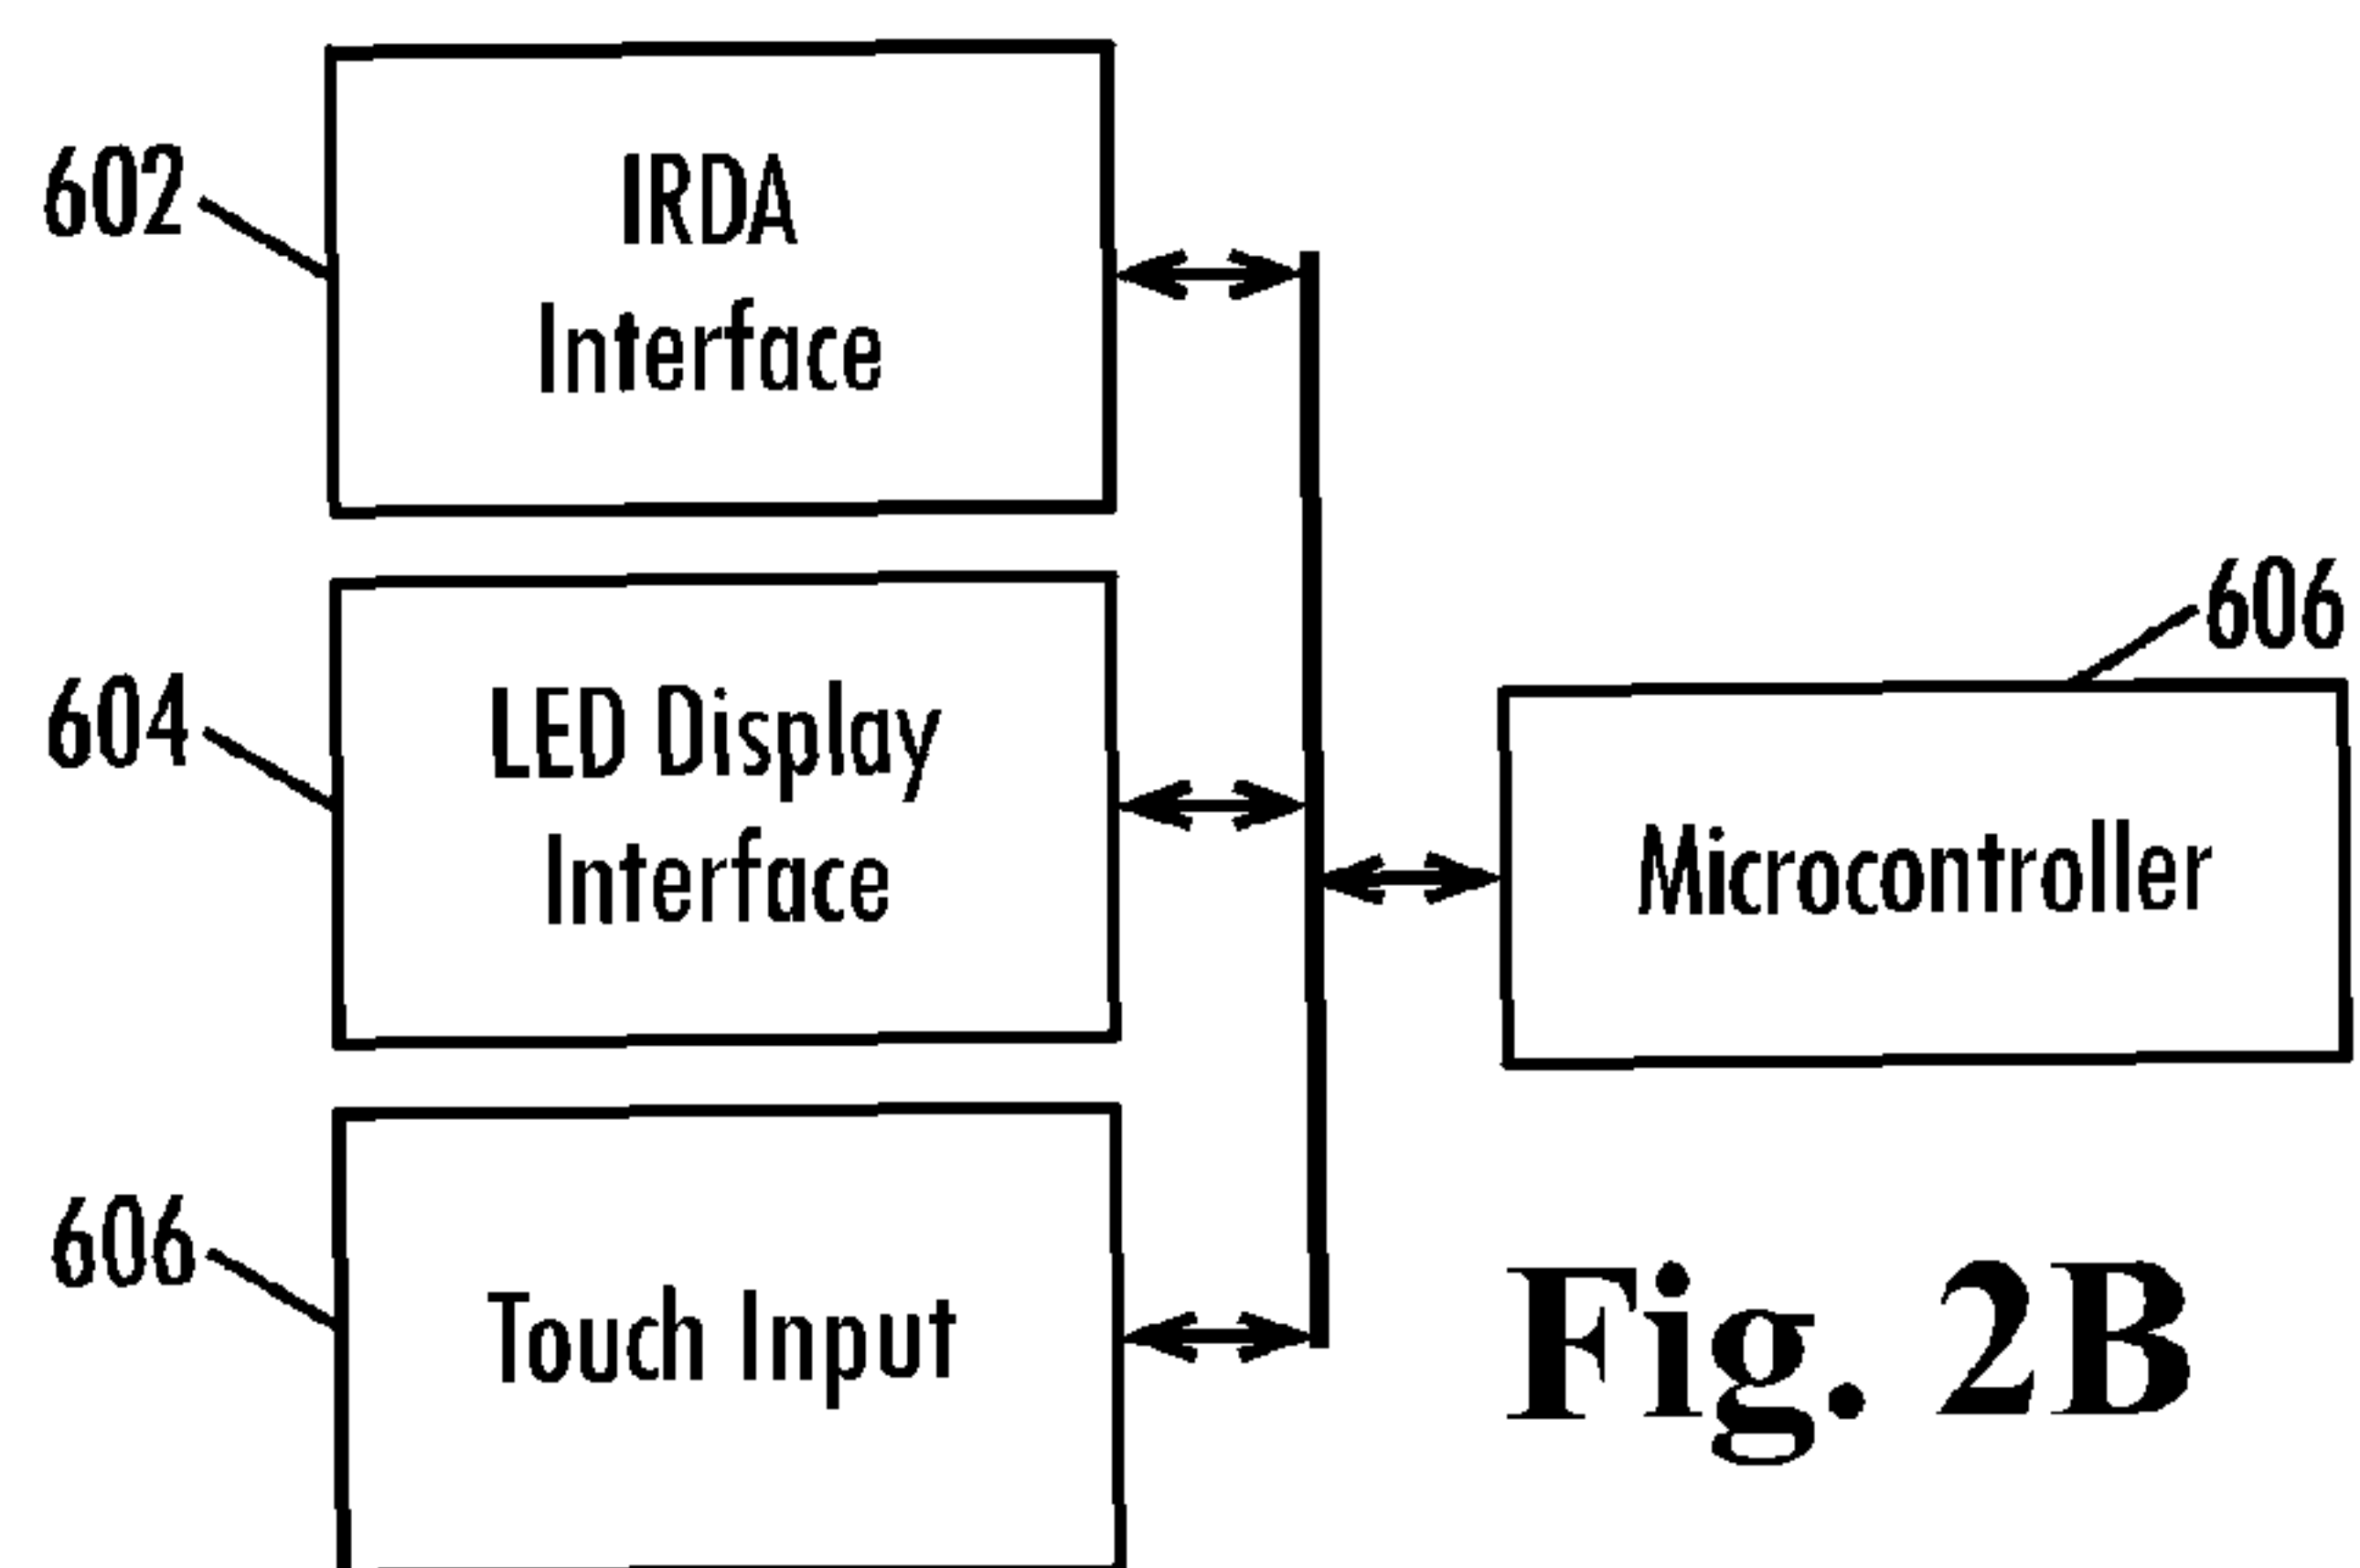 602
IRDA
Interface
604
LED Display
Interface
606
Microcontroller
606
Touch Input
Fig. 2B